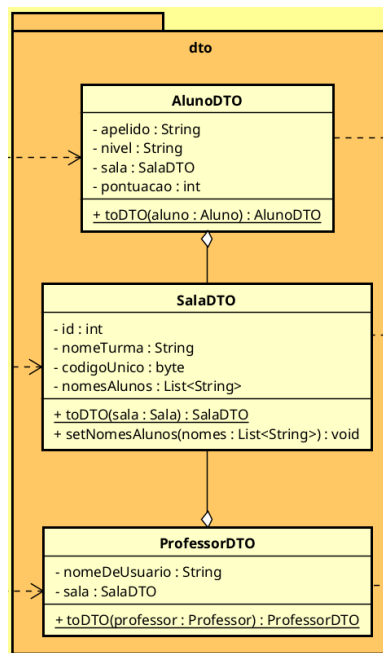 dto
AlunoDTO
- apelido : String
- nivel : String
- sala : SalaDTO
- pontuacao : int
+ toDTO(aluno : Aluno) : AlunoDTO
SalaDTO
- id : int
- nomeTurma : String
- codigoUnico : byte
- nomesAlunos : List<String>
+ toDTO(sala : Sala) : SalaDTO
+ setNomesAlunos(nomes : List<String>) : void
ProfessorDTO
- nomeDeUsuario : String
- sala : SalaDTO
+ toDTO(professor : Professor) : ProfessorDTO